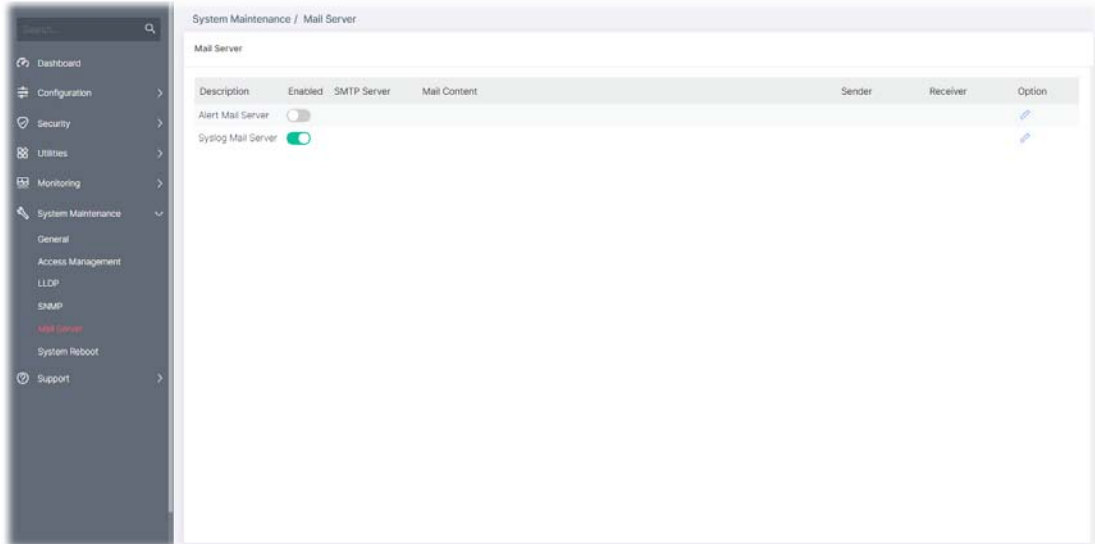 Search...
Dashboard
Configuration
Security
Utilities
Monitoring
System Maintenance
General
Access Management
LLDP
SNMP
Mail Server
System Reboot
Support
System Maintenance / Mail Server
Mail Server
Description Enabled SMTP Server Mail Content Sender Receiver Option
Alert Mail Server
Syslog Mail Server